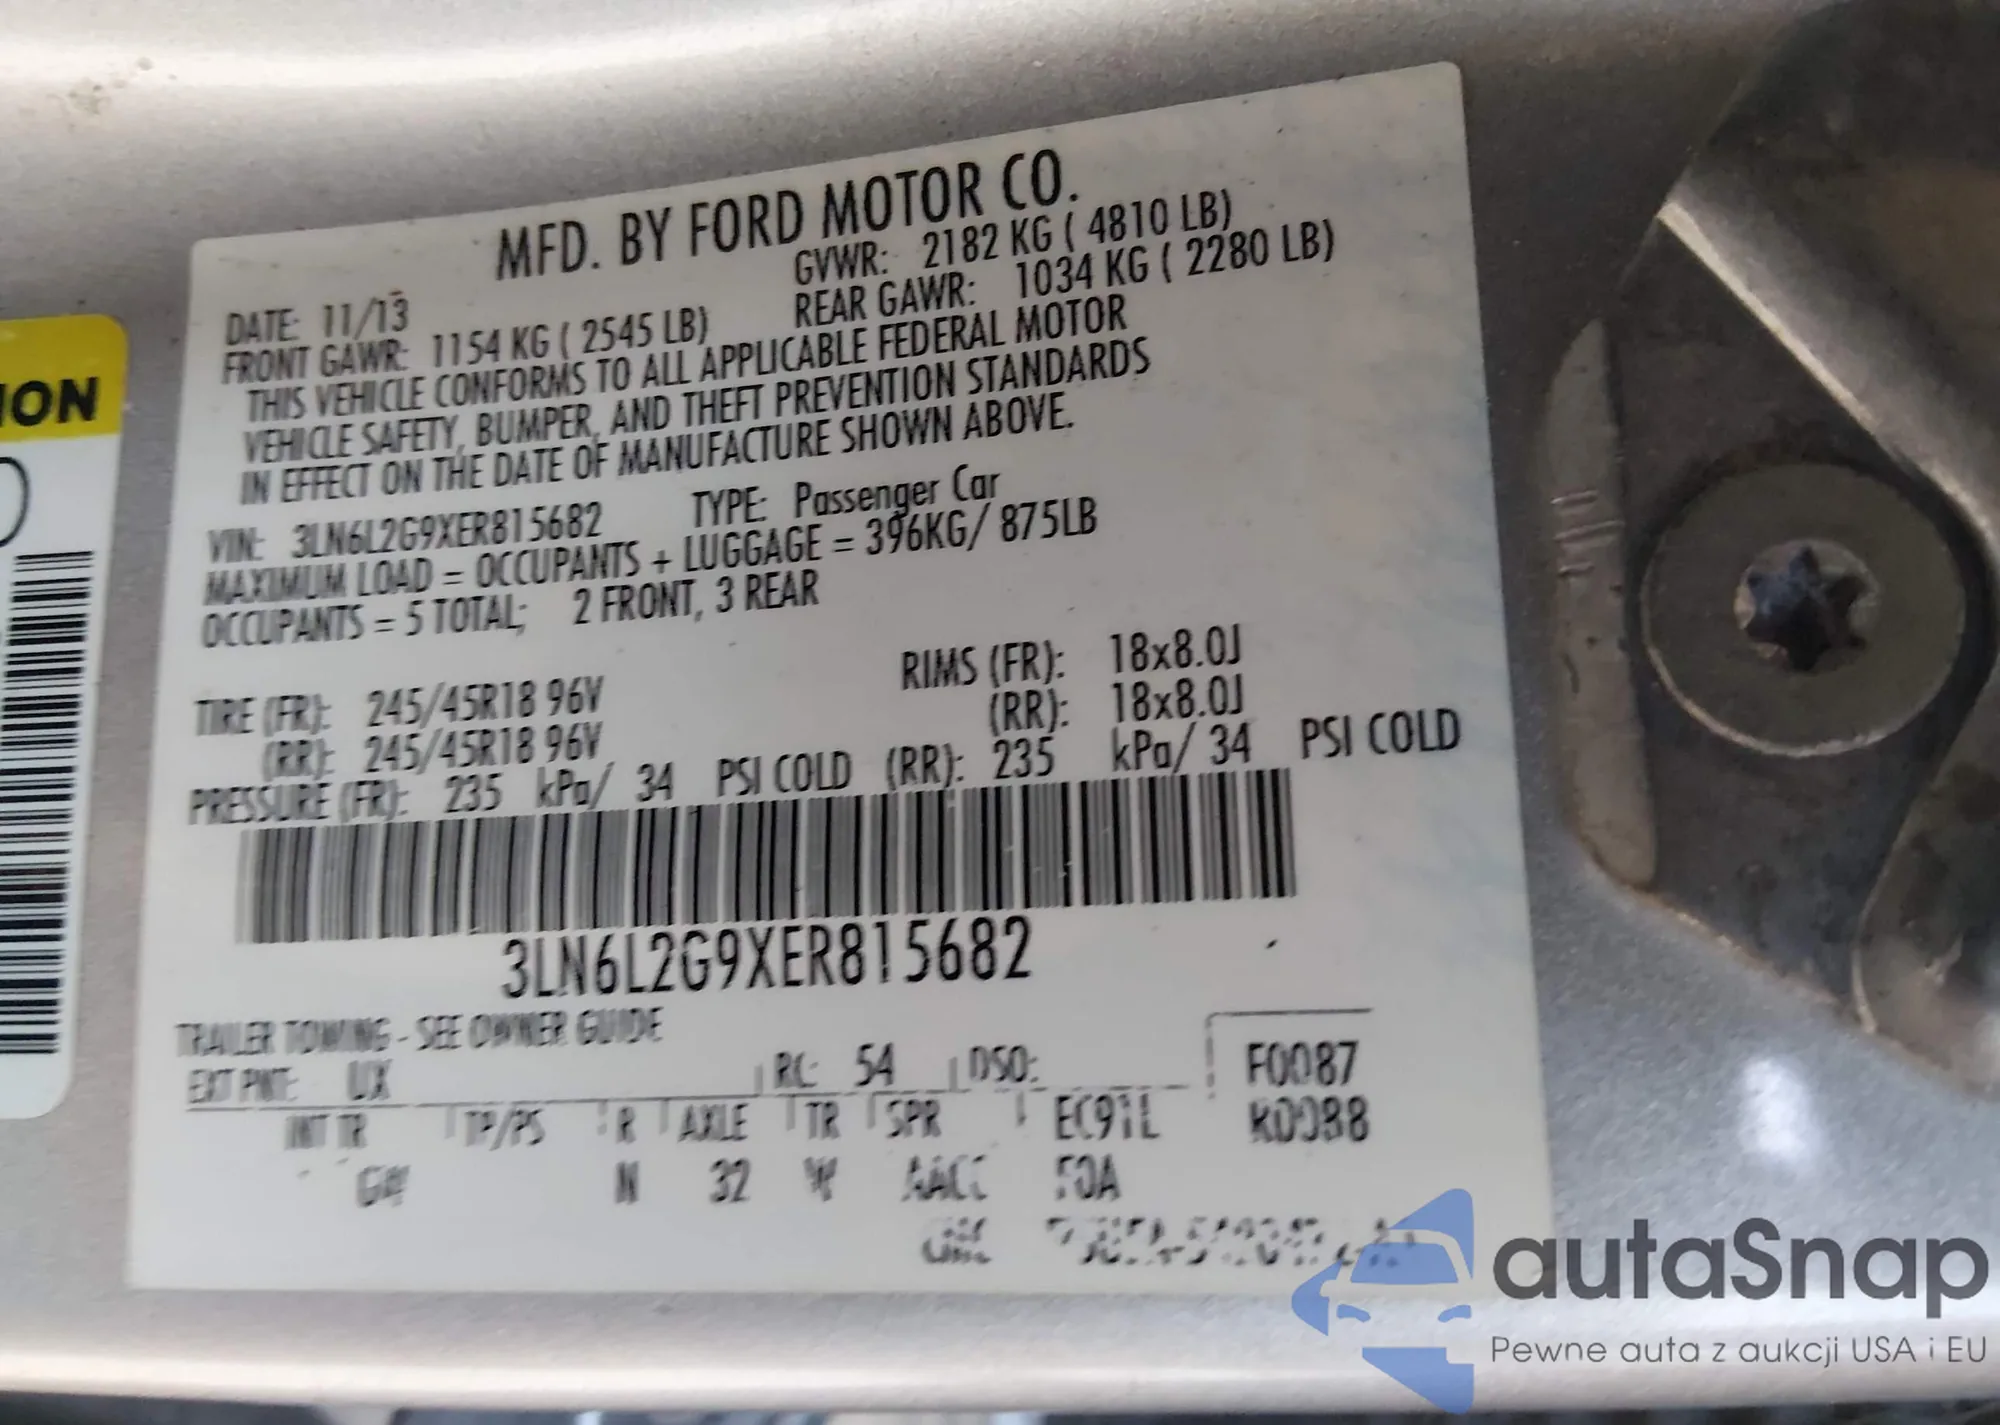 ION
MFD. BY FORD MOTOR CO.
DATE: 11/13 GVWR: 2182 KG ( 4810 LB)
FRONT GAWR: 1154 KG ( 2545 LB) REAR GAWR: 1034 KG ( 2280 LB)
THIS VEHICLE CONFORMS TO ALL APPLICABLE FEDERAL MOTOR
VEHICLE SAFETY, BUMPER, AND THEFT PREVENTION STANDARDS
IN EFFECT ON THE DATE OF MANUFACTURE SHOWN ABOVE.
VIN: 3LN6L2G9XER815682 TYPE: Passenger Car
MAXIMUM LOAD = OCCUPANTS + LUGGAGE = 396KG/ 875LB
OCCUPANTS = 5 TOTAL; 2 FRONT, 3 REAR
TIRE (FR): 245/45R18 96V RIMS (FR): 18x8.0J
(RR): 245/45R18 96V (RR): 18x8.0J
PRESSURE (FR): 235 kPa/ 34 PSI COLD (RR): 235 kPa/ 34 PSI COLD
3LN6L2G9XER815682
TRAILER TOWING - SEE OWNER GUIDE
EXT PNT: UX RC: 54 DSO: F0087
INT TR TP/PS R AXLE TR SPR EC91L R0088
N 32 W
autaSnap
Pewne auta z aukcji USA i EU